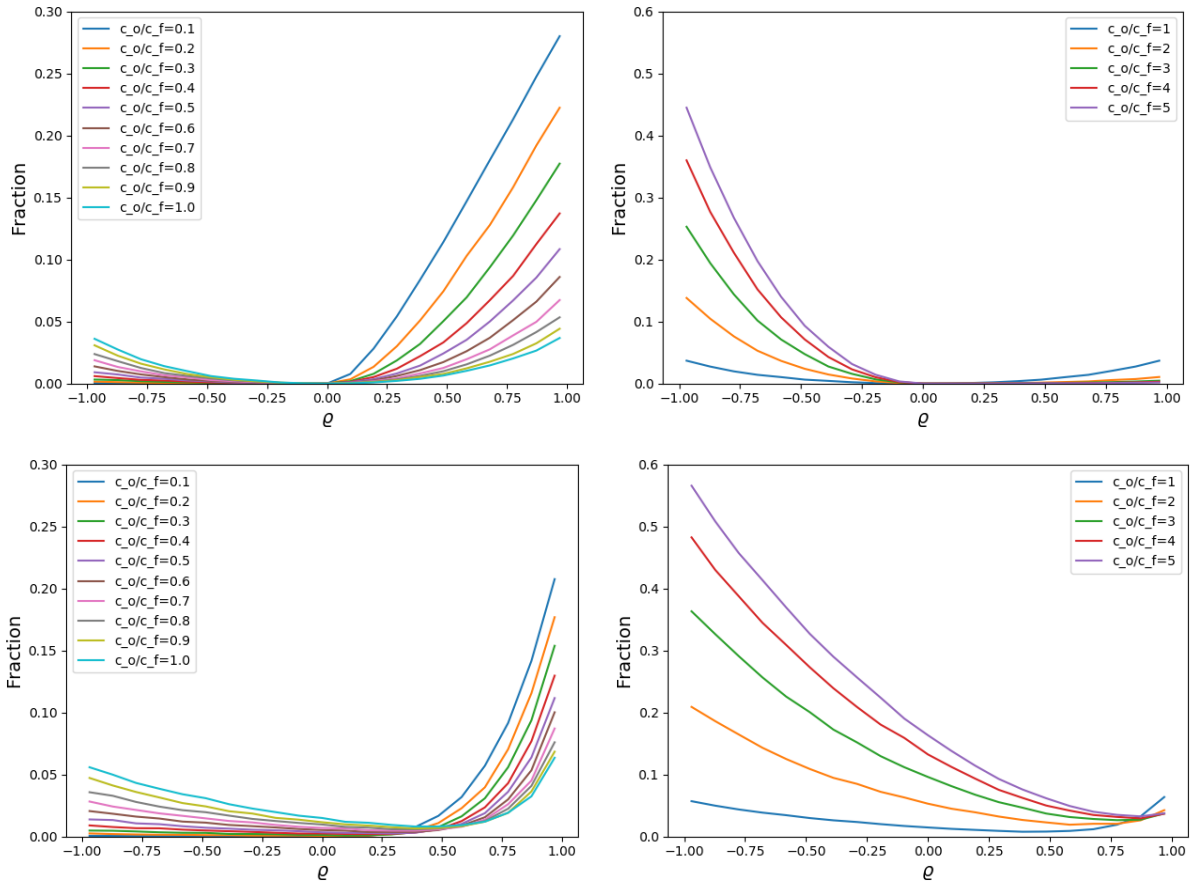 0.30
0.25
0.20
0.15
0.10
0.05
0.00
Fraction
c_o/c_f=0.1
c_o/c_f=0.2
c_o/c_f=0.3
c_o/c_f=0.4
c_o/c_f=0.5
c_o/c_f=0.6
c_o/c_f=0.7
c_o/c_f=0.8
c_o/c_f=0.9
c_o/c_f=1.0
−1.00 −0.75 −0.50 −0.25 0.00 0.25 0.50 0.75 1.00
ϱ
0.6
0.5
0.4
0.3
0.2
0.1
0.0
Fraction
c_o/c_f=1
c_o/c_f=2
c_o/c_f=3
c_o/c_f=4
c_o/c_f=5
−1.00 −0.75 −0.50 −0.25 0.00 0.25 0.50 0.75 1.00
ϱ
0.30
0.25
0.20
0.15
0.10
0.05
0.00
Fraction
c_o/c_f=0.1
c_o/c_f=0.2
c_o/c_f=0.3
c_o/c_f=0.4
c_o/c_f=0.5
c_o/c_f=0.6
c_o/c_f=0.7
c_o/c_f=0.8
c_o/c_f=0.9
c_o/c_f=1.0
−1.00 −0.75 −0.50 −0.25 0.00 0.25 0.50 0.75 1.00
ϱ
0.6
0.5
0.4
0.3
0.2
0.1
0.0
Fraction
c_o/c_f=1
c_o/c_f=2
c_o/c_f=3
c_o/c_f=4
c_o/c_f=5
−1.00 −0.75 −0.50 −0.25 0.00 0.25 0.50 0.75 1.00
ϱ